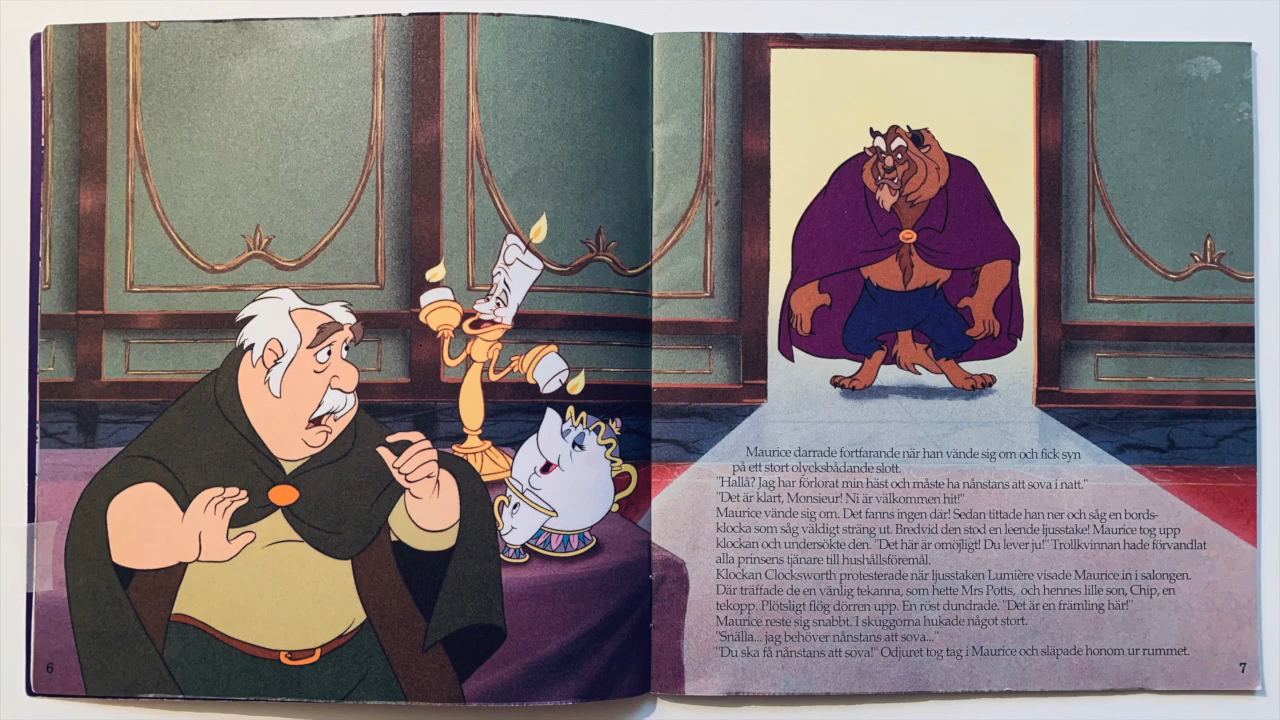 Maurice darrade fortfarande när han vände sig om och fick syn
på ett stort olycksbådande slott.
"Hallå? Jag har förlorat min häst och måste ha nånstans att sova i natt."
"Det är klart, Monsieur! Ni är välkommen hit!"
Maurice vände sig om. Det fanns ingen där! Sedan tittade han ner och såg en bords-
klocka som såg väldigt sträng ut. Bredvid den stod en leende ljusstake! Maurice tog upp
klockan och undersökte den. "Det här är omöjligt! Du lever ju!" Trollkvinnan hade förvandlat
alla prinsens tjänare till hushållsföremål.
Klockan Clocksworth protesterade när ljusstaken Lumière visade Maurice in i salongen.
Där träffade de en vänlig tekanna, som hette Mrs Potts, och hennes lille son, Chip, en
tekopp. Plötsligt flög dörren upp. En röst dundrade. "Det är en främling här!"
Maurice reste sig snabbt. I skuggorna hukade något stort.
"Snälla... jag behöver nånstans att sova..."
"Du ska få nånstans att sova!" Odjuret tog tag i Maurice och släpade honom ur rummet.
6
7